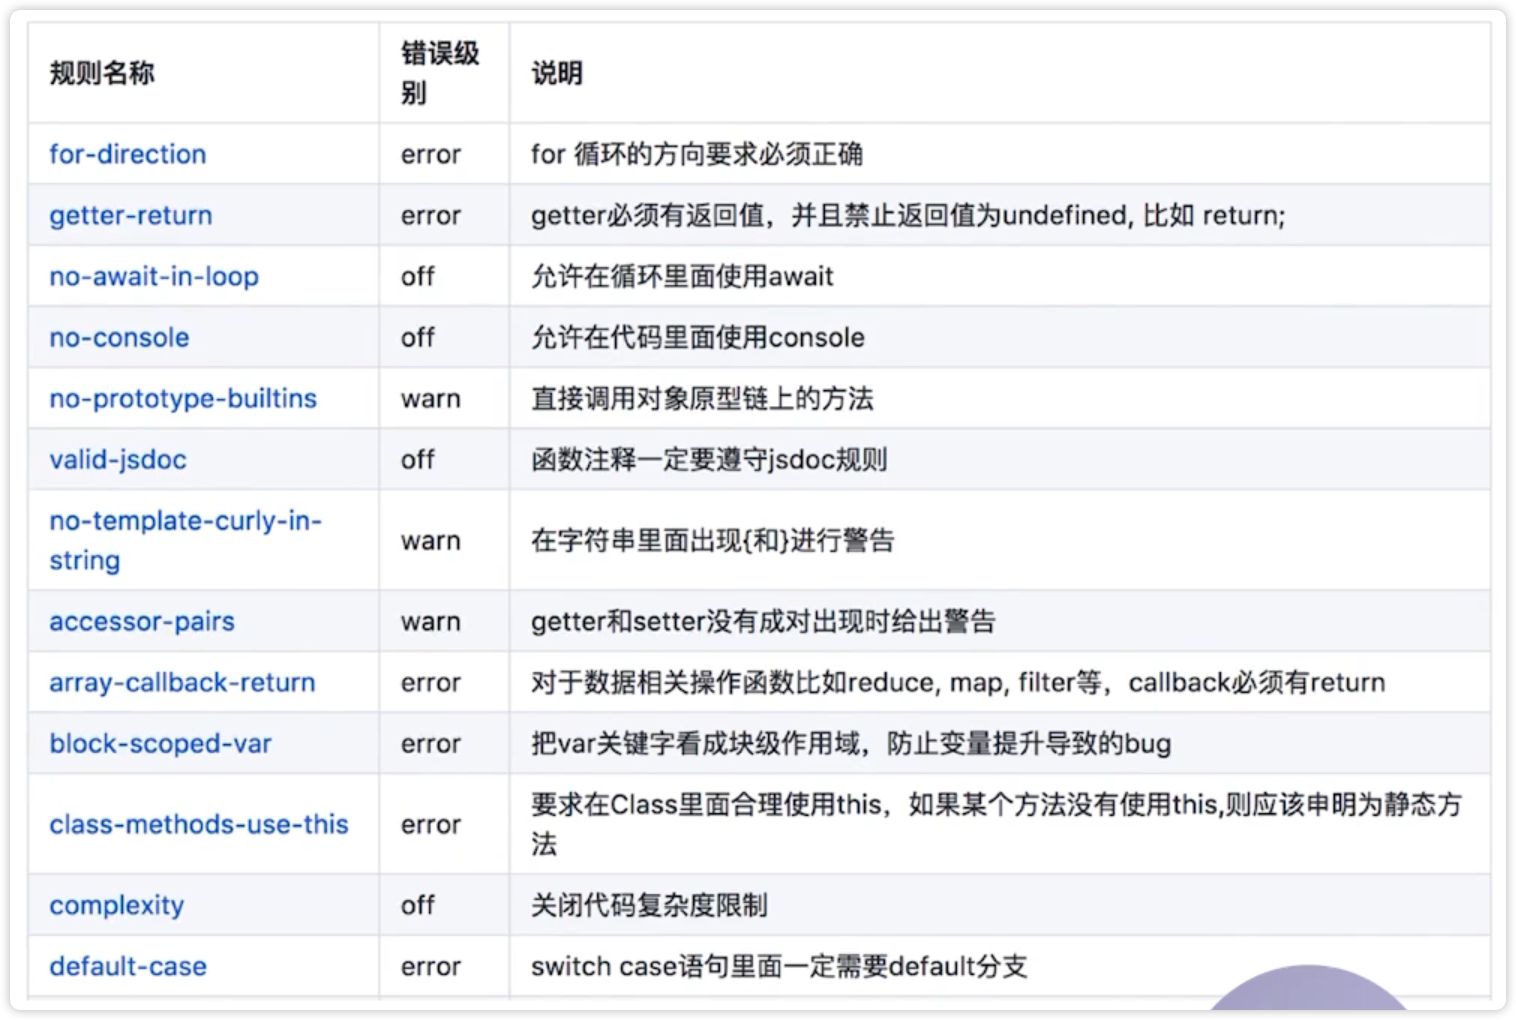 规则名称 错误级别 说明
for-direction error for 循环的方向要求必须正确
getter-return error getter必须有返回值，并且禁止返回值为undefined, 比如 return;
no-await-in-loop off 允许在循环里面使用await
no-console off 允许在代码里面使用console
no-prototype-builtins warn 直接调用对象原型链上的方法
valid-jsdoc off 函数注释一定要遵守jsdoc规则
no-template-curly-in-string warn 在字符串里面出现{和}进行警告
accessor-pairs warn getter和setter没有成对出现时给出警告
array-callback-return error 对于数据相关操作函数比如reduce, map, filter等，callback必须有return
block-scoped-var error 把var关键字看成块级作用域，防止变量提升导致的bug
class-methods-use-this error 要求在Class里面合理使用this，如果某个方法没有使用this,则应该申明为静态方法
complexity off 关闭代码复杂度限制
default-case error switch case语句里面一定需要default分支